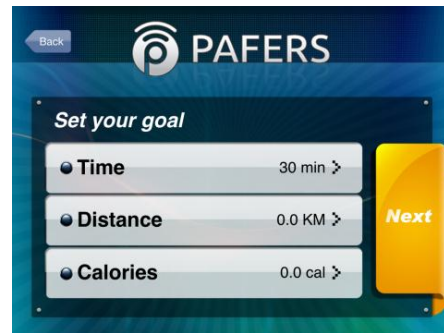 Back
PAFERS
Set your goal
Time 30 min
Distance 0.0 KM
Calories 0.0 cal
Next